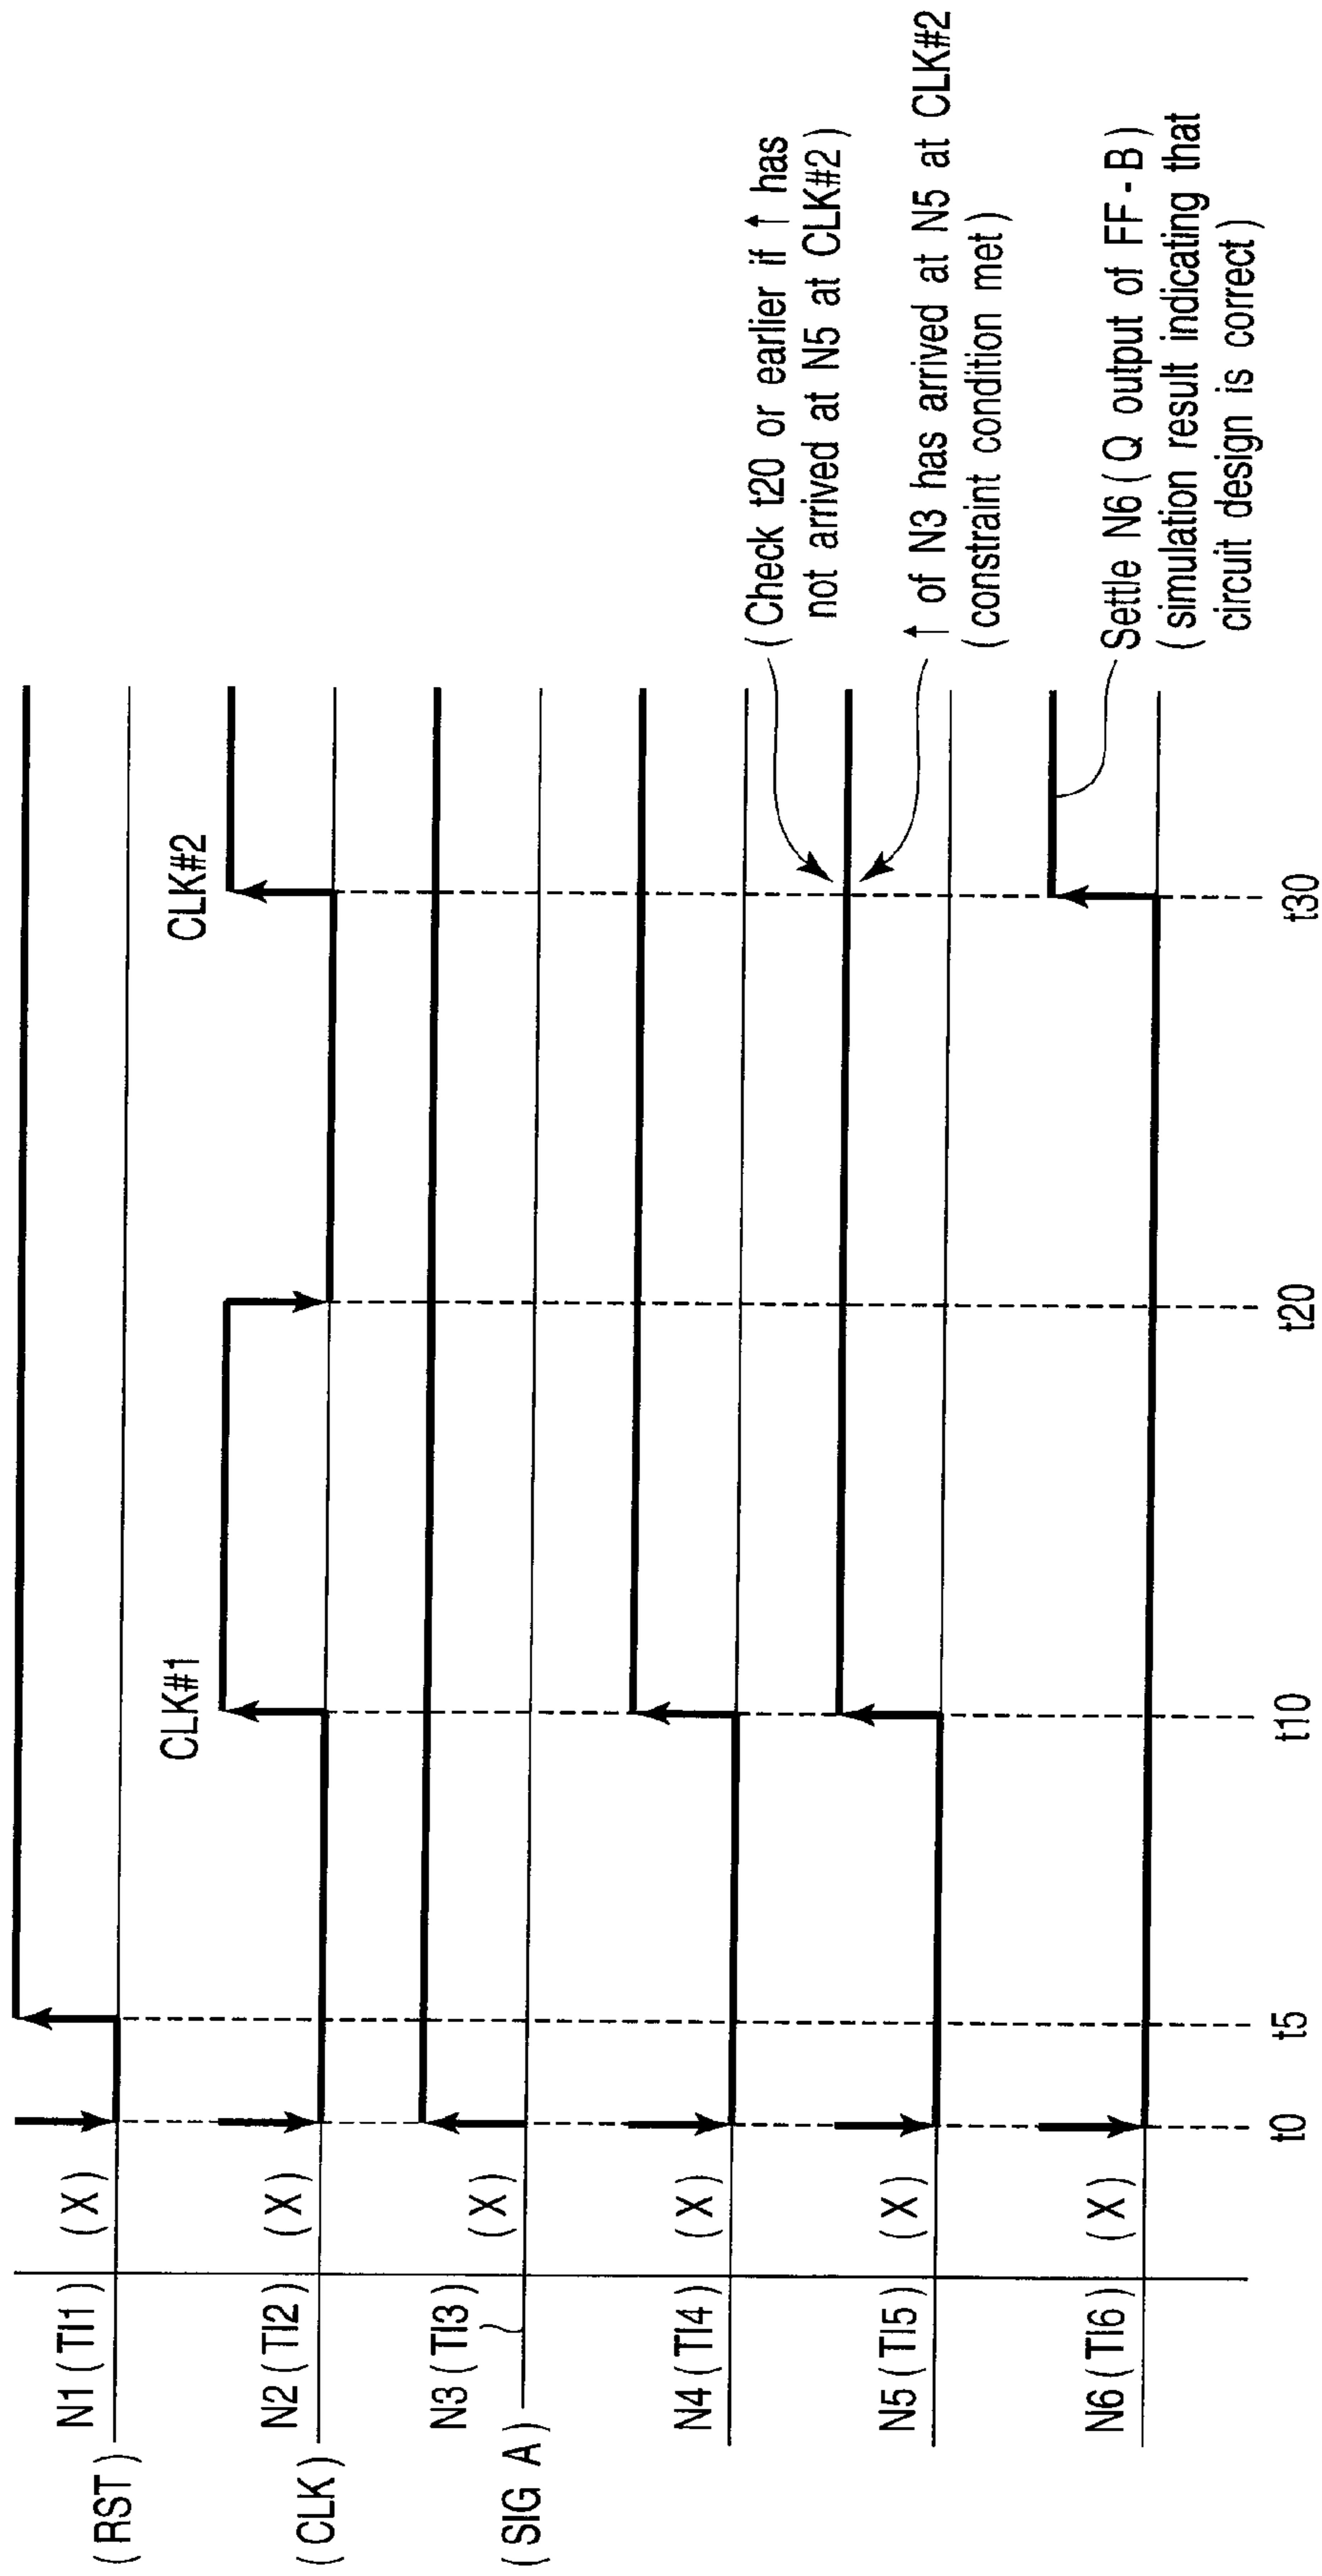 N1 ( TI1 ) ( X )
( RST )
CLK#1
CLK#2
N2 ( TI2 ) ( X )
( CLK )
N3 ( TI3 ) ( X )
( SIG A )
N4 ( TI4 ) ( X )
( Check t20 or earlier if ↑ has
not arrived at N5 at CLK#2 )
N5 ( TI5 ) ( X )
↑ of N3 has arrived at N5 at CLK#2
( constraint condition met )
N6 ( TI6 ) ( X )
Settle N6 ( Q output of FF - B )
( simulation result indicating that
circuit design is correct )
t0 t5 t10 t20 t30